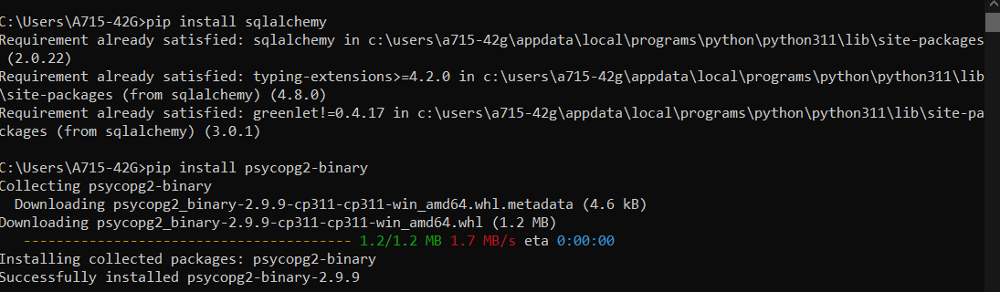 C:\Users\A715-42G>pip install sqlalchemy
Requirement already satisfied: sqlalchemy in c:\users\a715-42g\appdata\local\programs\python\python311\lib\site-packages
 (2.0.22)
Requirement already satisfied: typing-extensions>=4.2.0 in c:\users\a715-42g\appdata\local\programs\python\python311\lib
\site-packages (from sqlalchemy) (4.8.0)
Requirement already satisfied: greenlet!=0.4.17 in c:\users\a715-42g\appdata\local\programs\python\python311\lib\site-pa
ckages (from sqlalchemy) (3.0.1)
C:\Users\A715-42G>pip install psycopg2-binary
Collecting psycopg2-binary
  Downloading psycopg2_binary-2.9.9-cp311-cp311-win_amd64.whl.metadata (4.6 kB)
Downloading psycopg2_binary-2.9.9-cp311-cp311-win_amd64.whl (1.2 MB)
   ---------------------------------------- 1.2/1.2 MB 1.7 MB/s eta 0:00:00
Installing collected packages: psycopg2-binary
Successfully installed psycopg2-binary-2.9.9